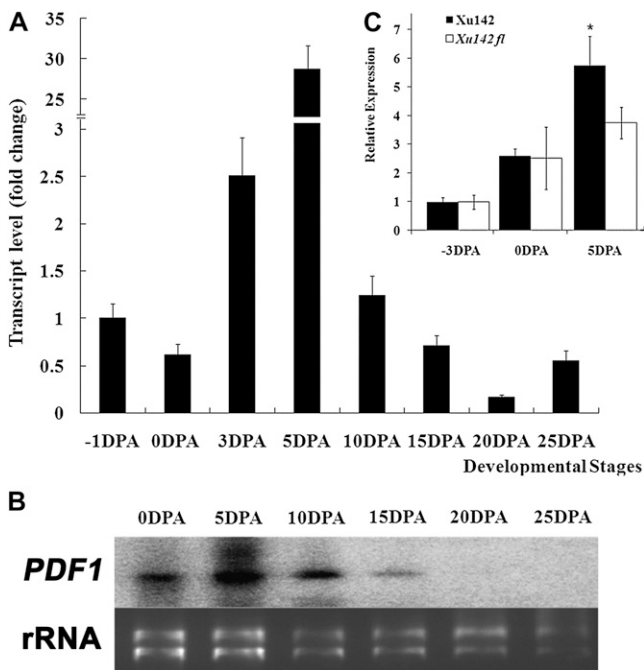 A
Transcript level (fold change)
35
30
25
20
15
3
2.5
2
1.5
1
0.5
0
-1DPA 0DPA 3DPA 5DPA 10DPA 15DPA 20DPA 25DPA
Developmental Stages
C
Relative Expression
7
6
5
4
3
2
1
0
Xu142
Xu142 fl
*
-3DPA 0DPA 5DPA
B
0DPA 5DPA 10DPA 15DPA 20DPA 25DPA
PDF1
rRNA